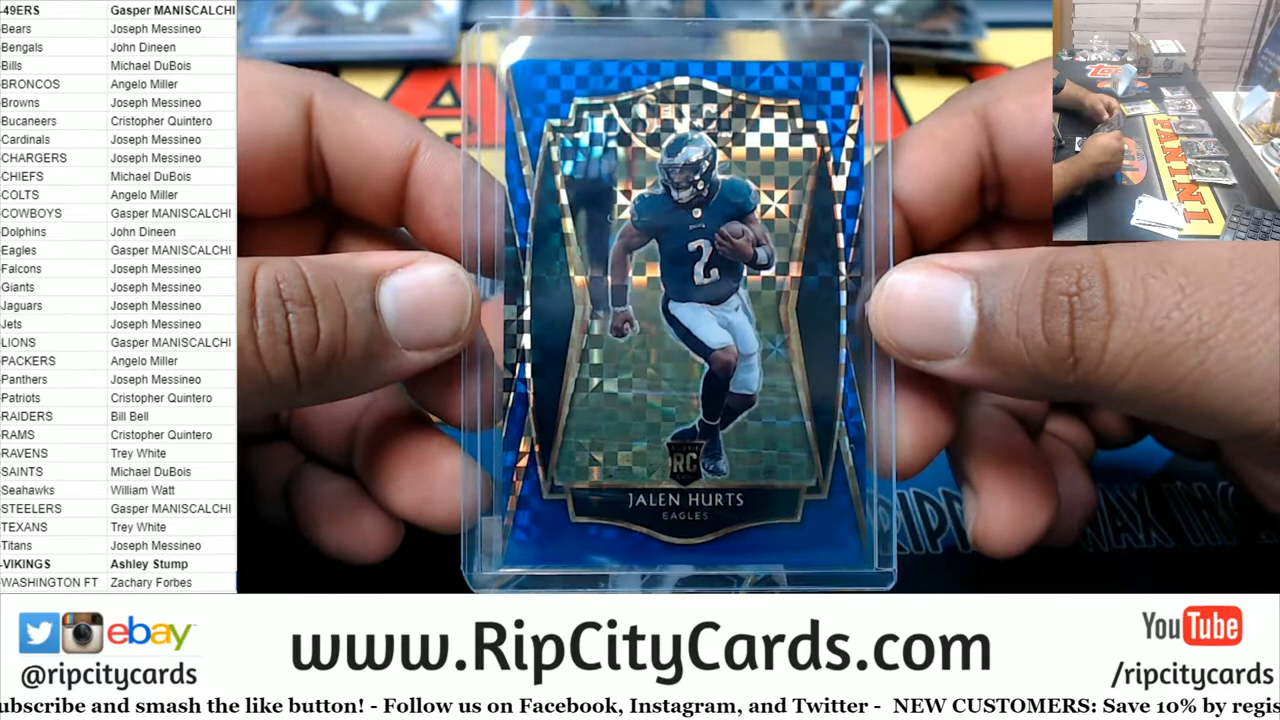 -49ERS Gasper MANISCALCHI
-Bears Joseph Messineo
-Bengals John Dineen
-Bills Michael DuBois
-BRONCOS Angelo Miller
-Browns Joseph Messineo
-Bucaneers Cristopher Quintero
-Cardinals Joseph Messineo
-CHARGERS Joseph Messineo
-CHIEFS Michael DuBois
-COLTS Angelo Miller
-COWBOYS Gasper MANISCALCHI
-Dolphins John Dineen
-Eagles Gasper MANISCALCHI
-Falcons Joseph Messineo
-Giants Joseph Messineo
-Jaguars Joseph Messineo
-Jets Joseph Messineo
-LIONS Gasper MANISCALCHI
-PACKERS Angelo Miller
-Panthers Joseph Messineo
-Patriots Cristopher Quintero
-RAIDERS Bill Bell
-RAMS Cristopher Quintero
-RAVENS Trey White
-SAINTS Michael DuBois
-Seahawks William Watt
-STEELERS Gasper MANISCALCHI
-TEXANS Trey White
-Titans Joseph Messineo
-VIKINGS Ashley Stump
-WASHINGTON FT Zachary Forbes
SELECT
2
RC
JALEN HURTS
EAGLES
PANINI
ebay
@ripcitycards
www.RipCityCards.com
YouTube
/ripcitycards
ubscribe and smash the like button! - Follow us on Facebook, Instagram, and Twitter - NEW CUSTOMERS: Save 10% by regis